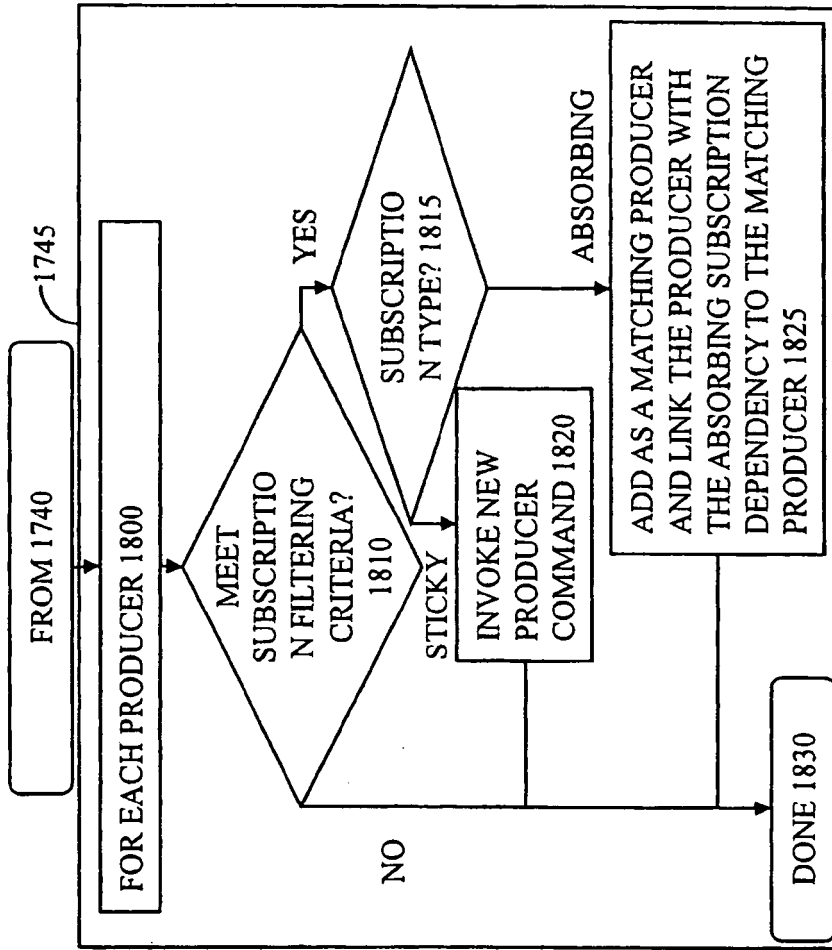 FROM 1740
1745
FOR EACH PRODUCER 1800
MEET
SUBSCRIPTIO
N FILTERING
CRITERIA?
1810
YES
NO
SUBSCRIPTIO
N TYPE? 1815
STICKY
ABSORBING
INVOKE NEW
PRODUCER
COMMAND 1820
ADD AS A MATCHING PRODUCER
AND LINK THE PRODUCER WITH
THE ABSORBING SUBSCRIPTION
DEPENDENCY TO THE MATCHING
PRODUCER 1825
DONE 1830